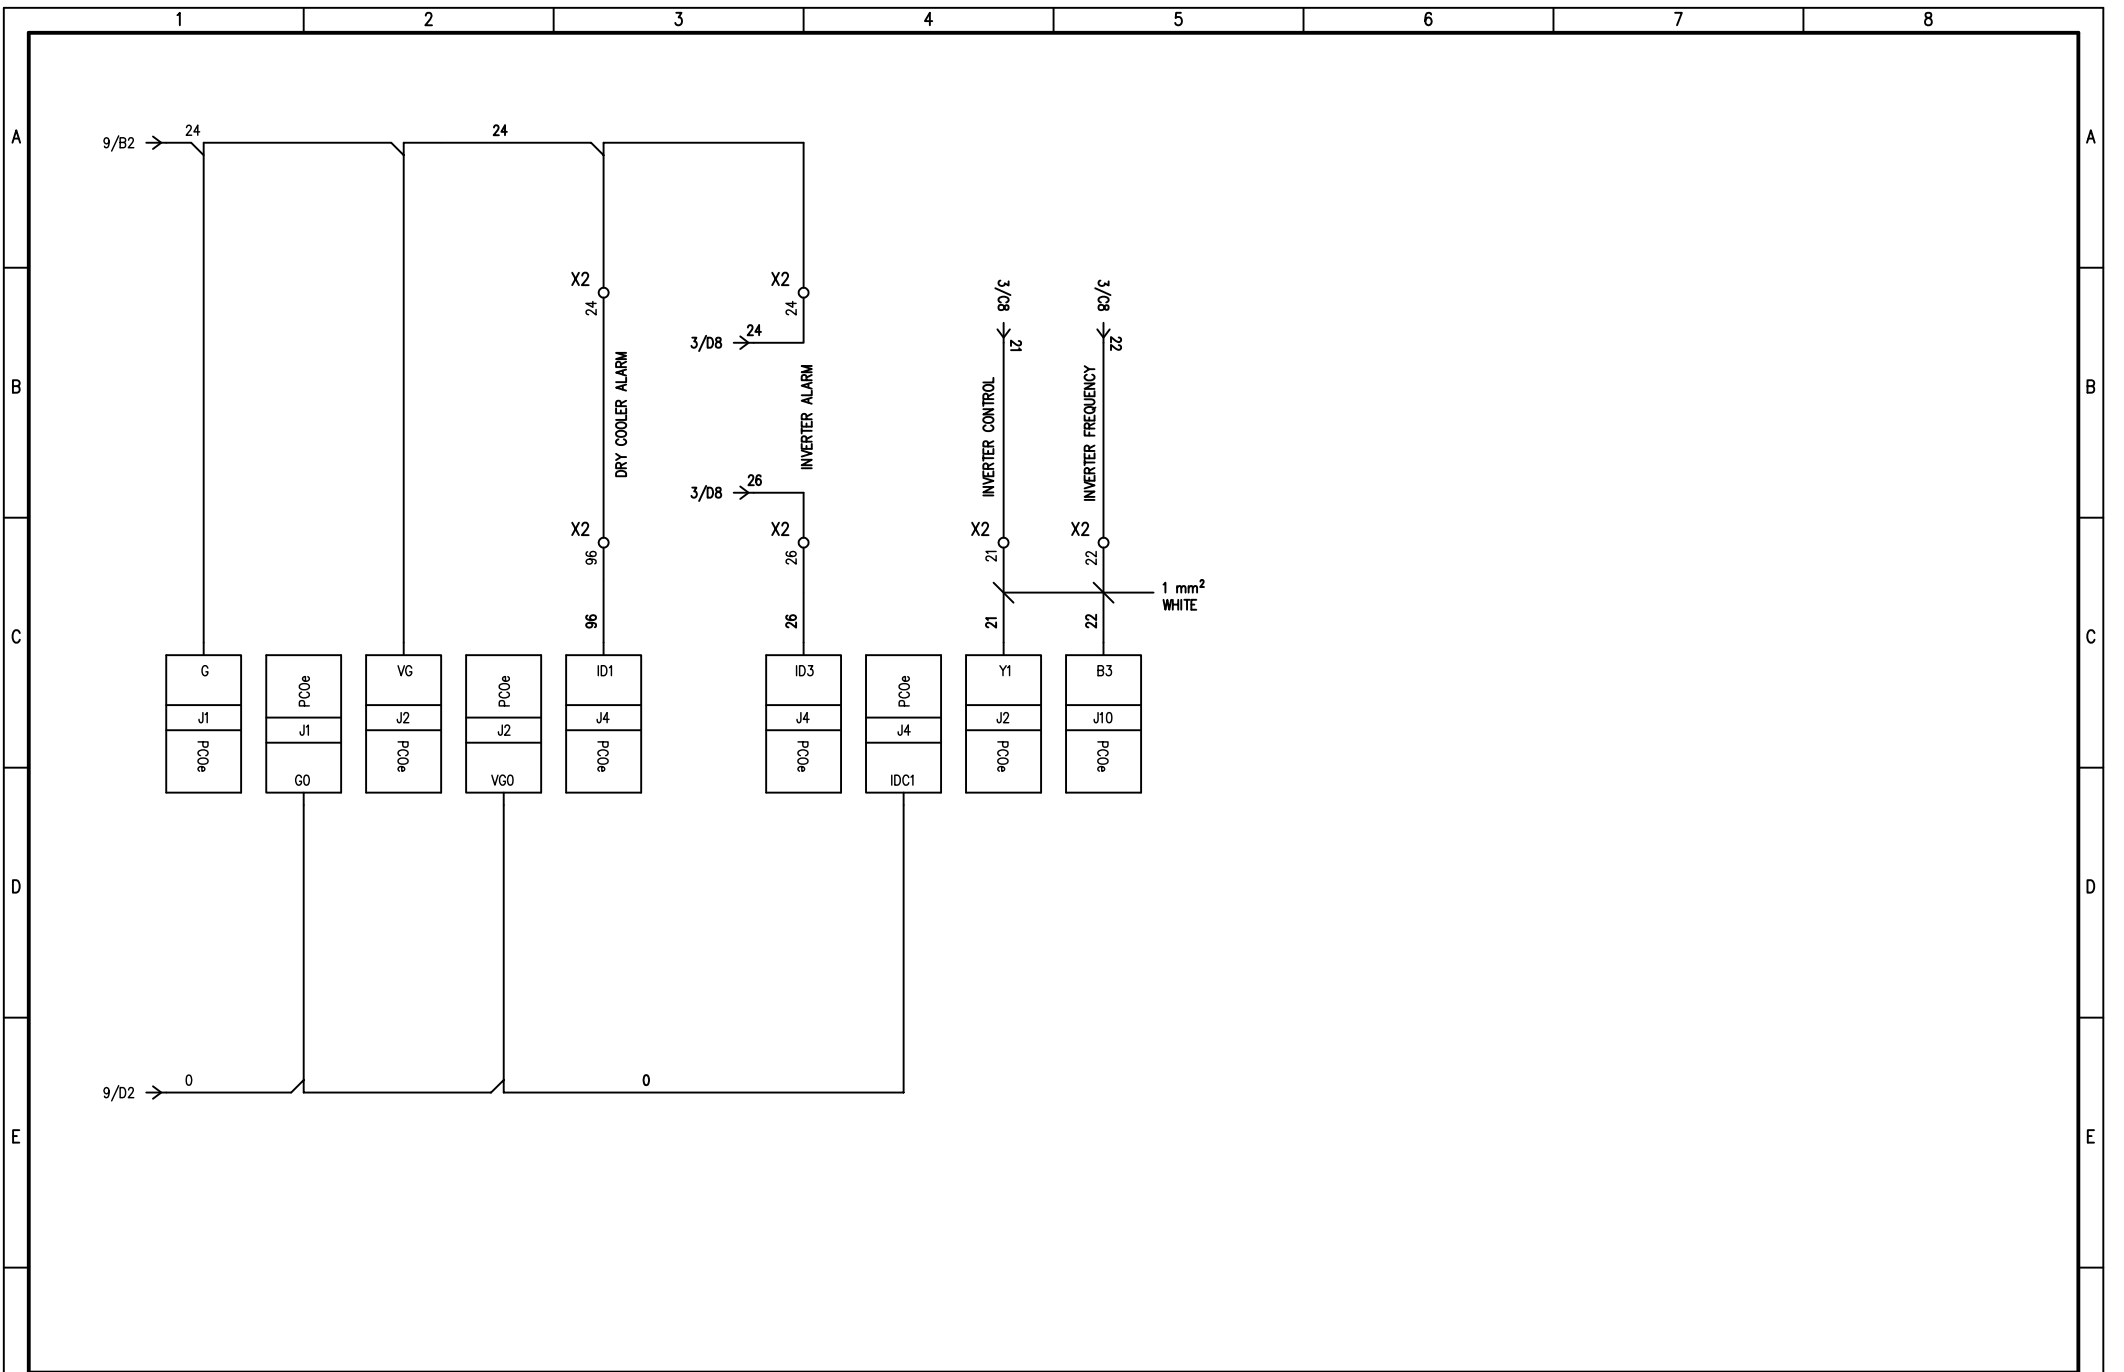 1 2 3 4 5 6 7 8
A A
9/B2 24 24
X2 X2
24 24
3/C8 3/C8
3/D8 24
21 22
B B
DRY COOLER ALARM
INVERTER ALARM
INVERTER CONTROL
INVERTER FREQUENCY
3/D8 26
X2 X2 X2 X2
96 26 21 22
1 mm²
WHITE
96 26 21 22
C C
G PCOe VG PCOe ID1 ID3 PCOe Y1 B3
J1 J1 J2 J2 J4 J4 J4 J2 J10
PCOe G0 PCOe VG0 PCOe PCOe IDC1 PCOe PCOe
D D
9/D2 0 0
E E